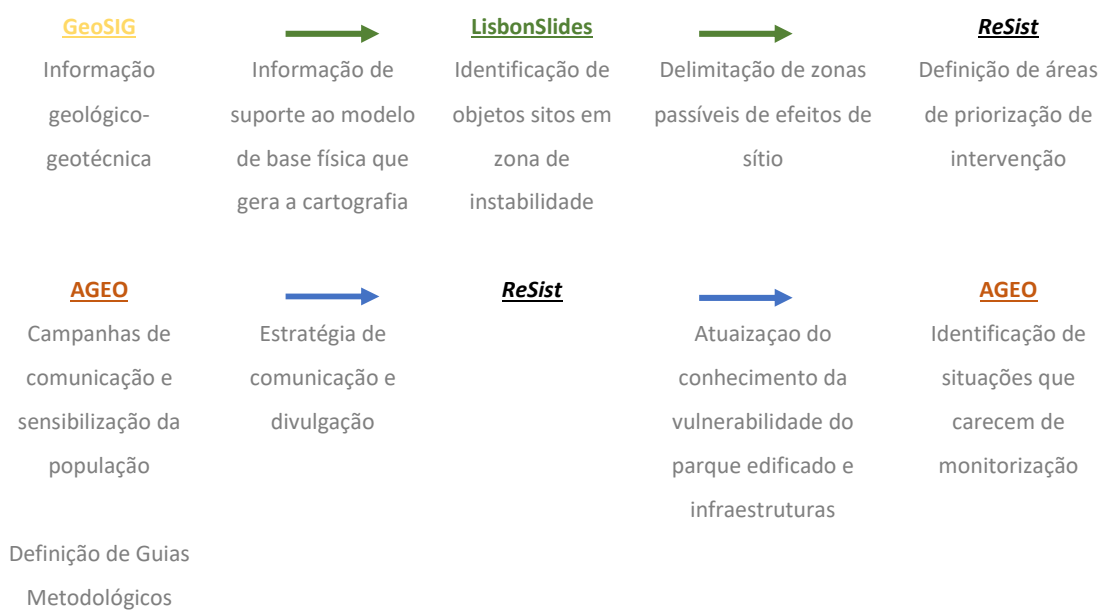 GeoSIG
Informação
geológico-
geotécnica
Informação de
suporte ao modelo
de base física que
gera a cartografia
LisbonSlides
Identificação de
objetos sitos em
zona de
instabilidade
Delimitação de zonas
passíveis de efeitos de
sítio
ReSist
Definição de áreas
de priorização de
intervenção
AGEO
Campanhas de
comunicação e
sensibilização da
população
Definição de Guias
Metodológicos
Estratégia de
comunicação e
divulgação
ReSist
Atuaizaçao do
conhecimento da
vulnerabilidade do
parque edificado e
infraestruturas
AGEO
Identificação de
situações que
carecem de
monitorização